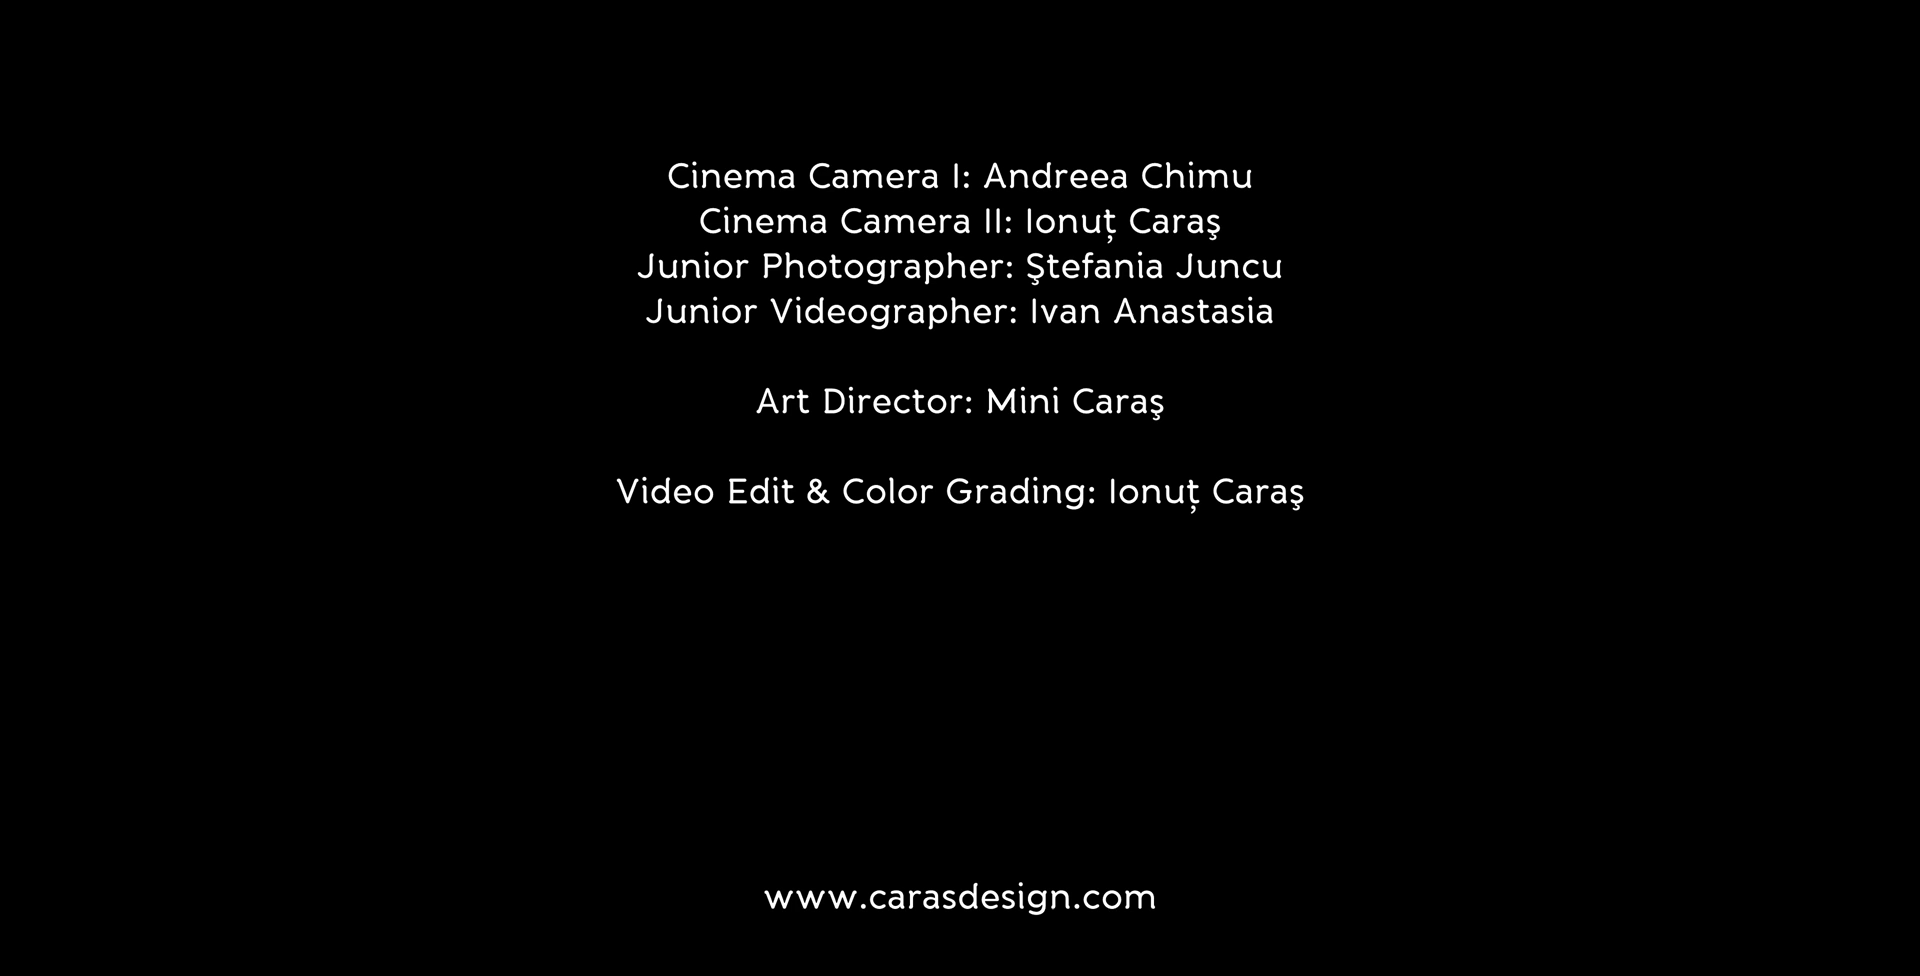 Cinema Camera I: Andreea Chimu
Cinema Camera II: Ionuț Caraş
Junior Photographer: Ştefania Juncu
Junior Videographer: Ivan Anastasia
Art Director: Mini Caraş
Video Edit & Color Grading: Ionuț Caraş
www.carasdesign.com